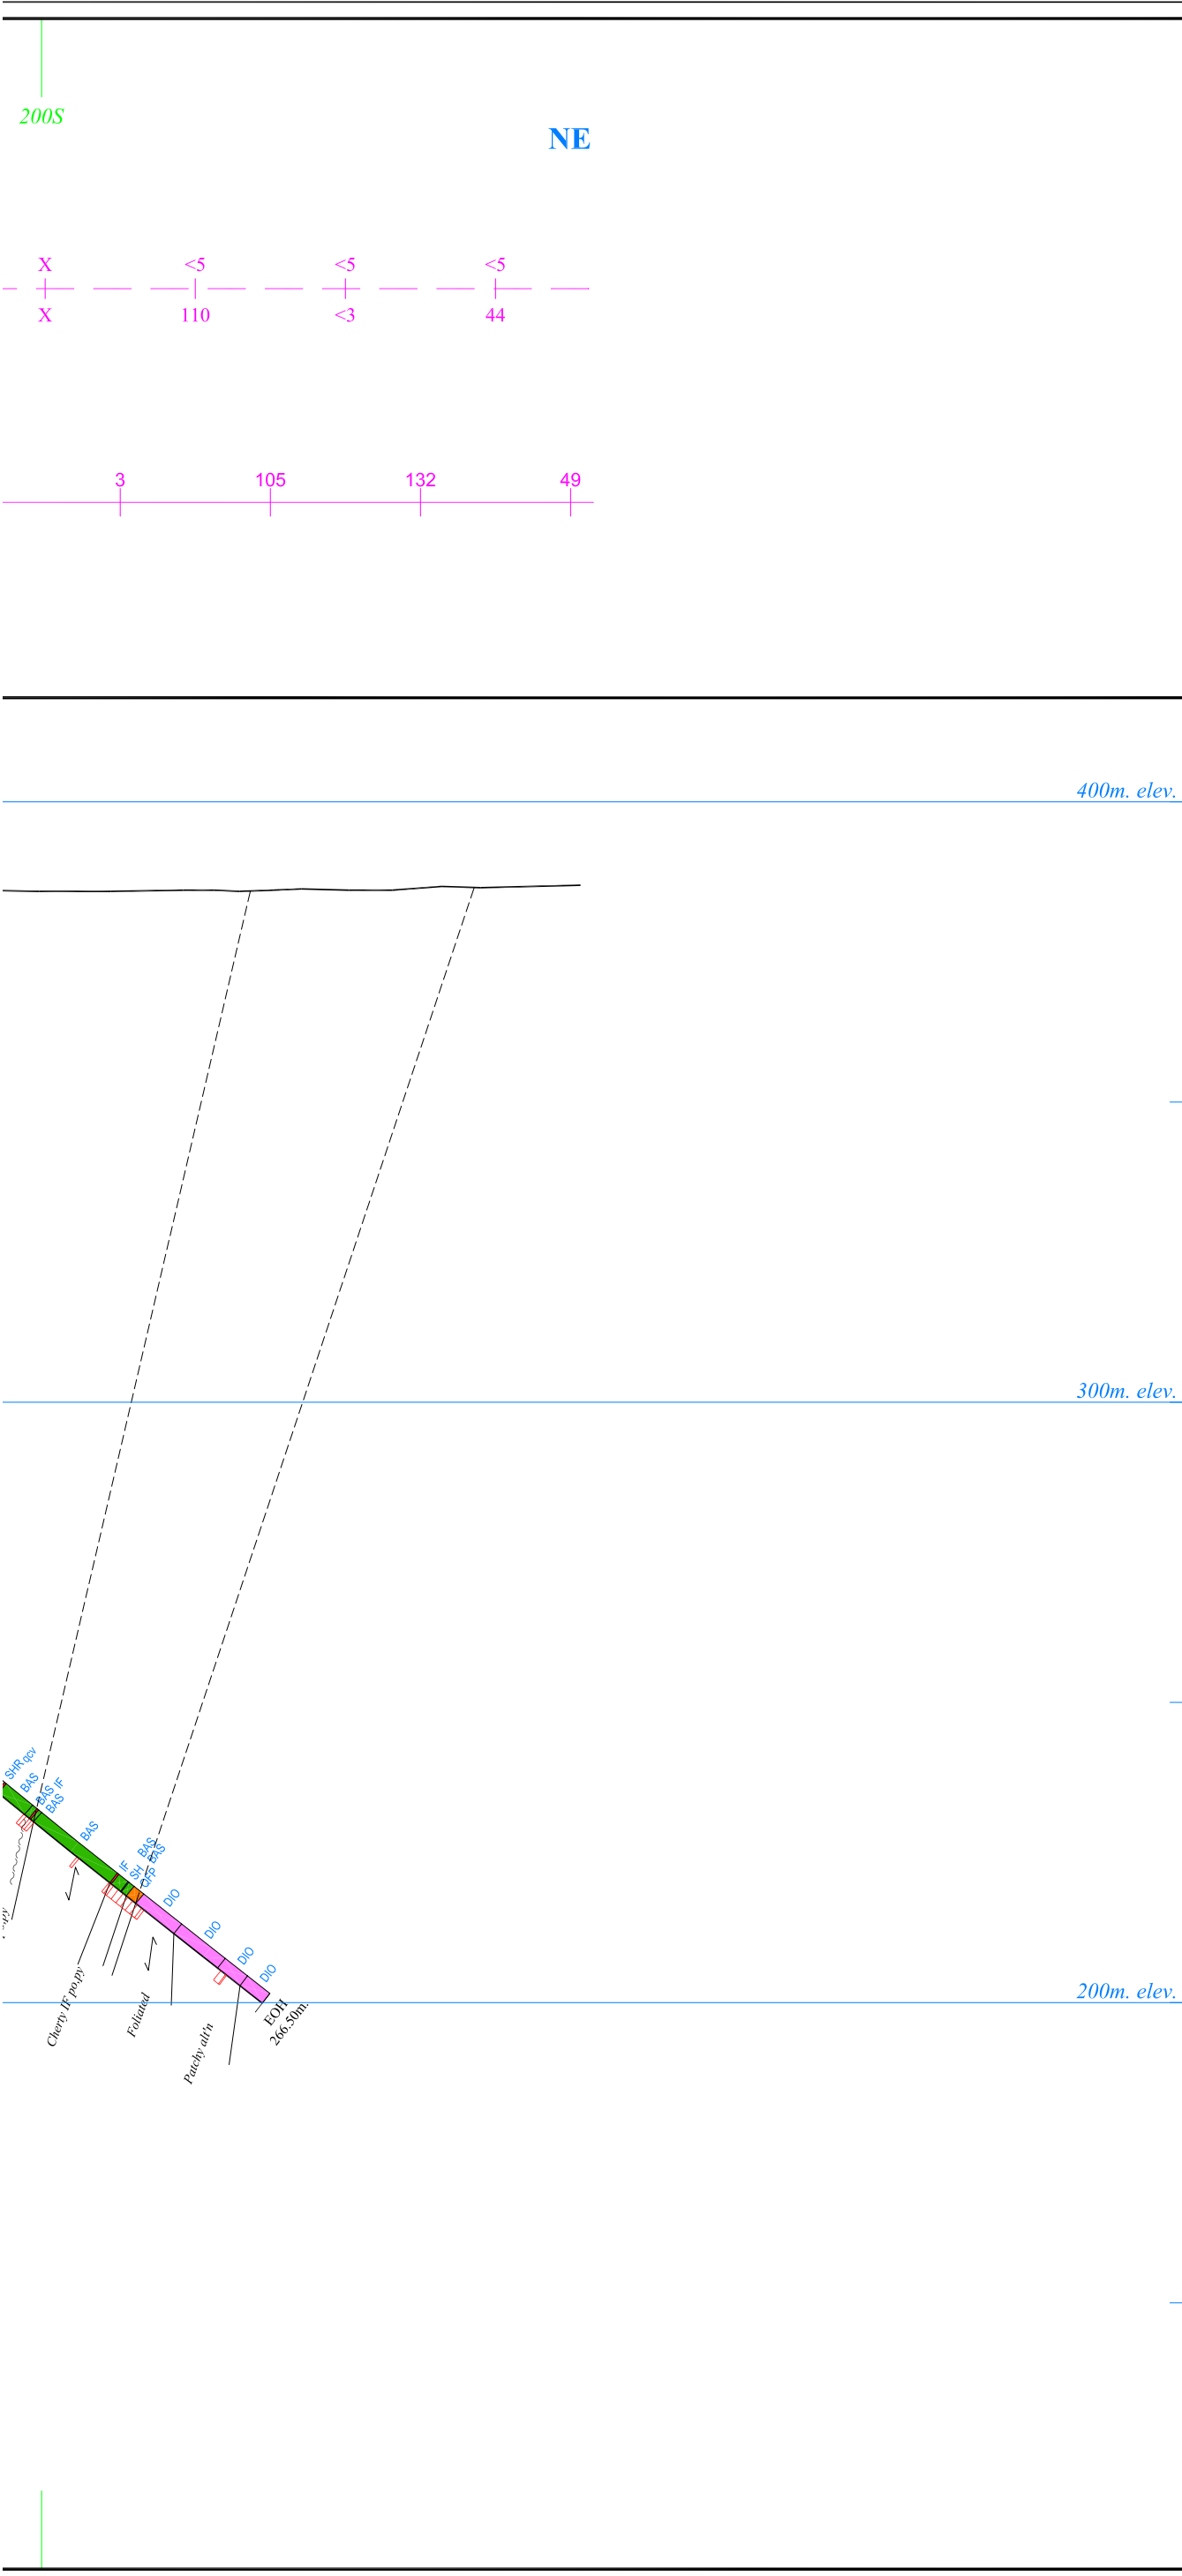 200S
NE
X <5 <5 <5
X 110 <3 44
3 105 132 49
400m. elev.
300m. elev.
SHR qcv
BAS
BAS IF
BAS
BAS
IF
SH BAS
BAS
QFP
DIO
DIO
DIO
DIO
200m. elev.
Cherty IF po,py
Foliated
Patchy alt'n
EOH
266.50m.